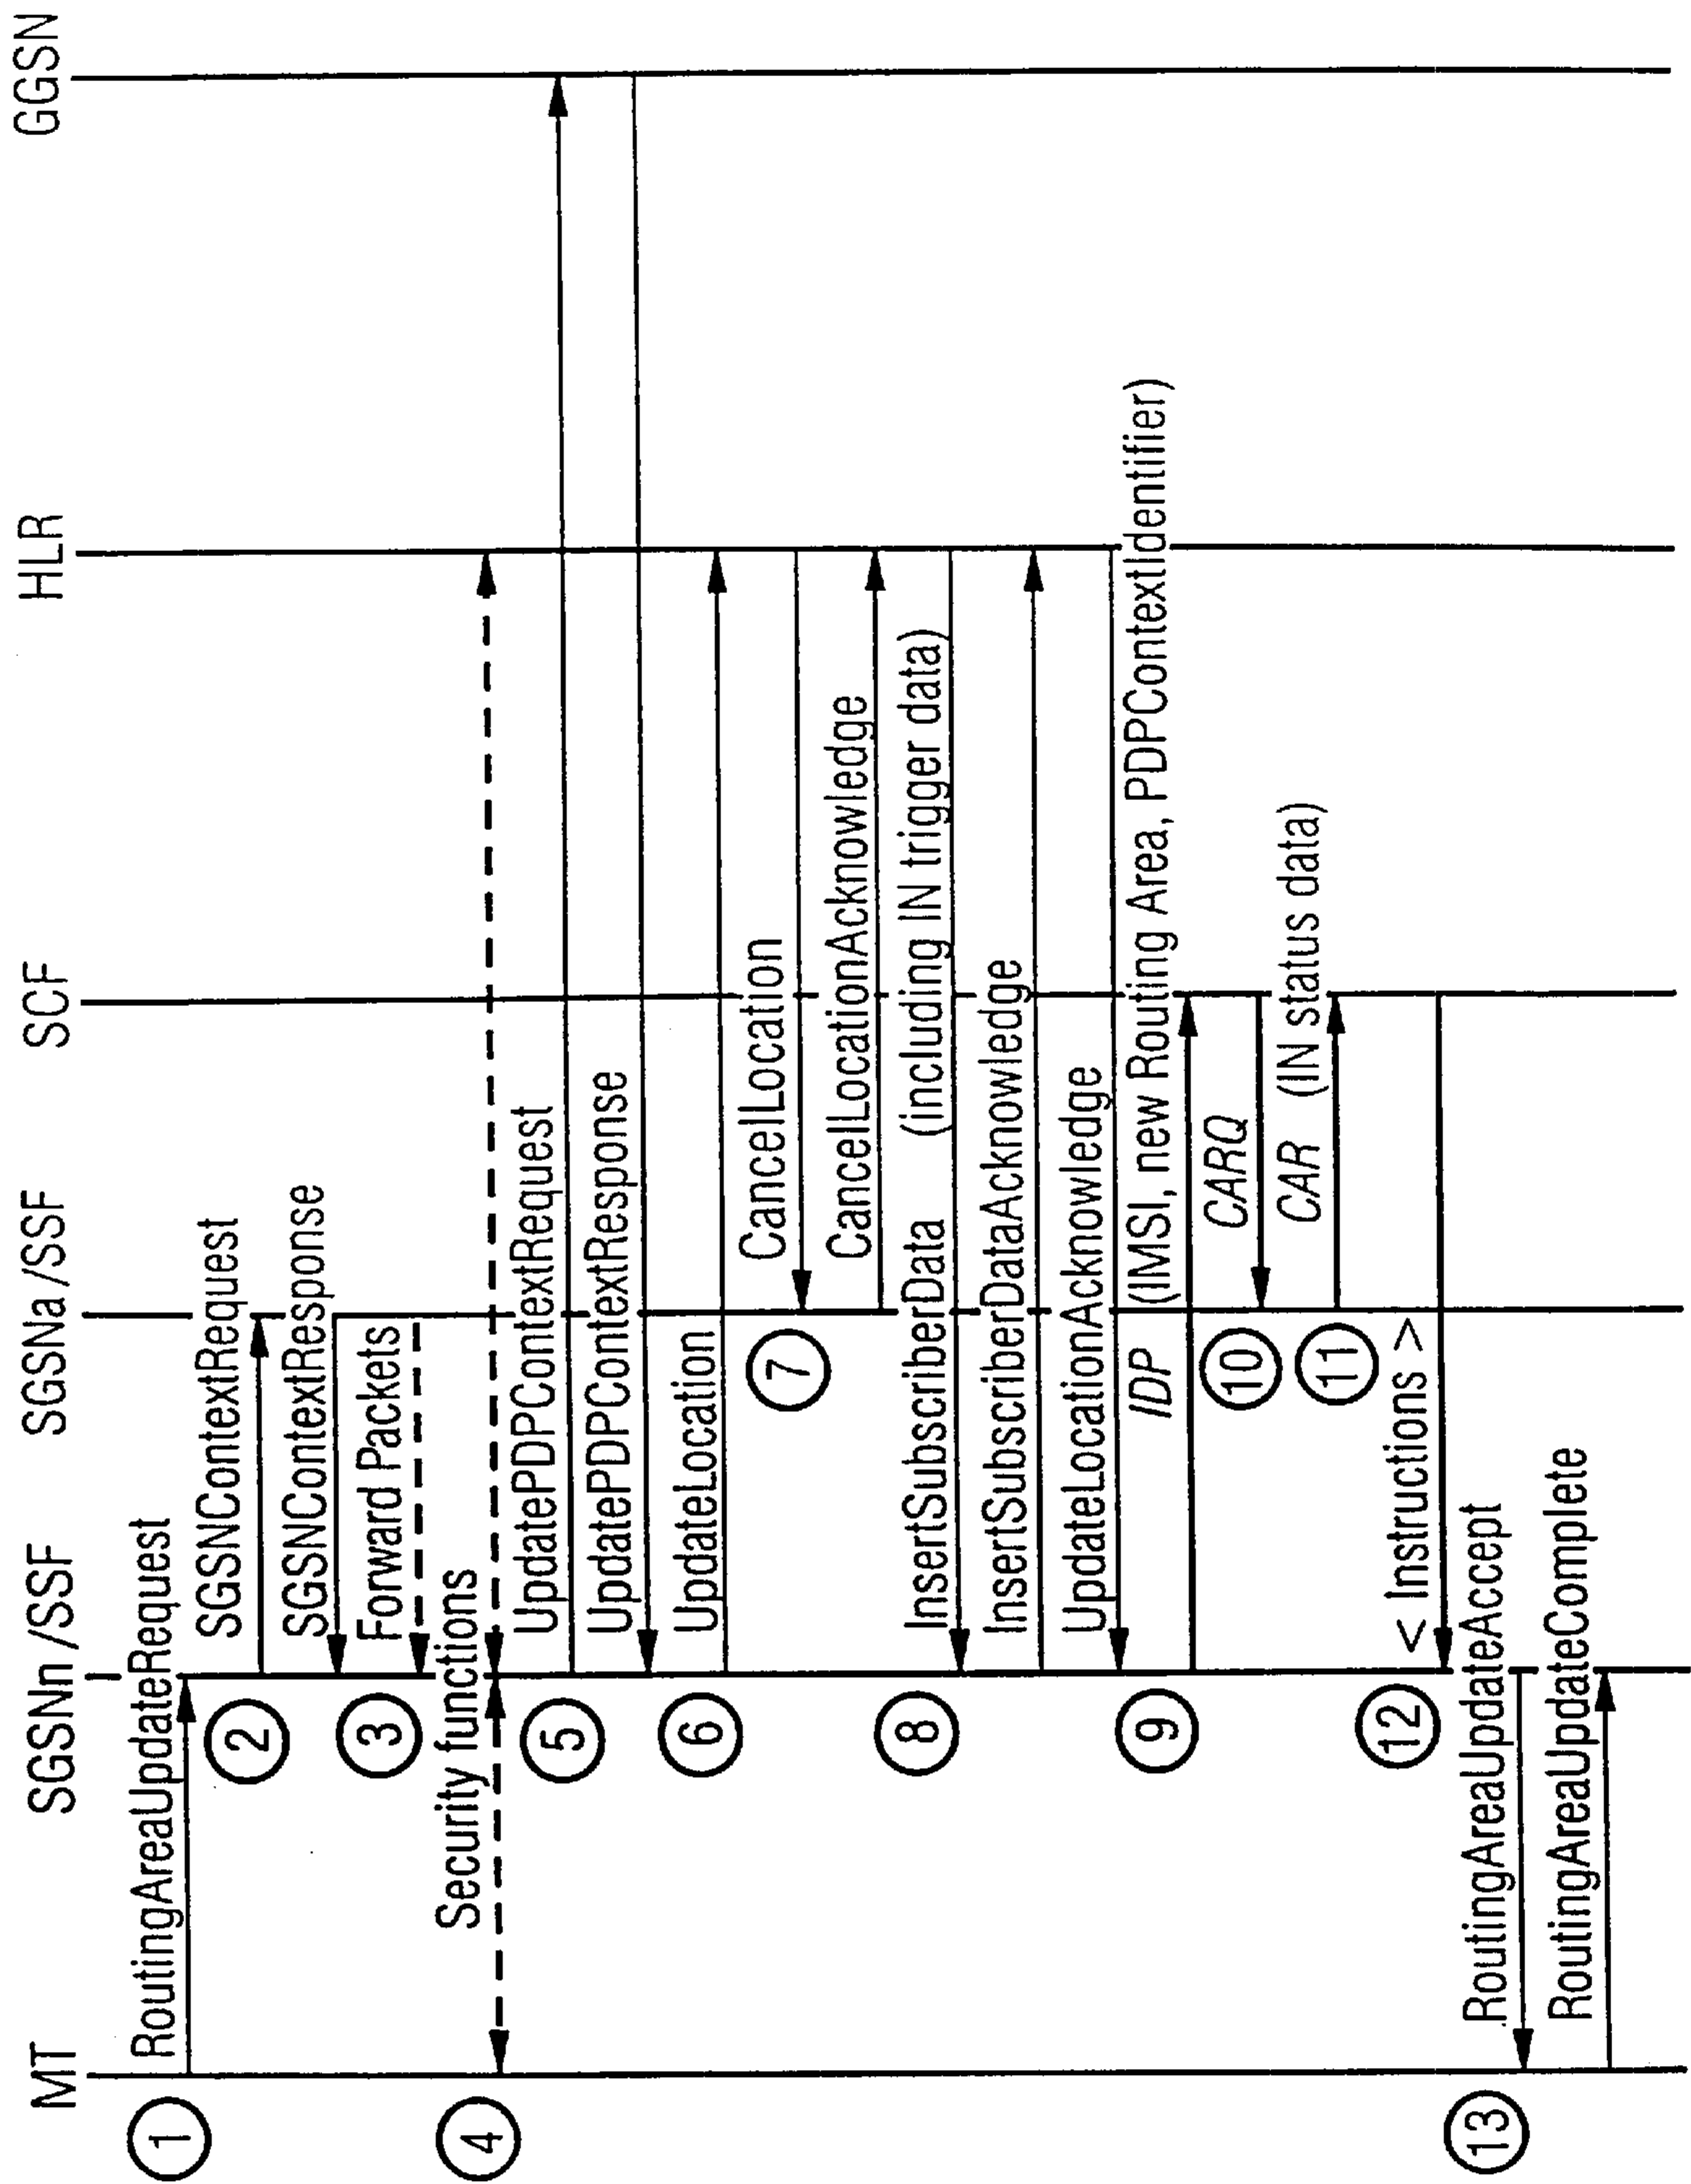 MT
SGSNn /SSF
SGSNa /SSF
SCF
HLR
GGSN
1
RoutingAreaUpdateRequest
2
SGSNContextRequest
SGSNContextResponse
3
Forward Packets
4
Security functions
5
UpdatePDPContextRequest
UpdatePDPContextResponse
6
UpdateLocation
7
CancelLocation
CancelLocationAcknowledge
8
InsertSubscriberData (including IN trigger data)
InsertSubscriberDataAcknowledge
UpdateLocationAcknowledge
9
IDP (IMSI, new Routing Area, PDPContextIdentifier)
10
CARQ
11
CAR (IN status data)
12
< Instructions >
13
RoutingAreaUpdateAccept
RoutingAreaUpdateComplete